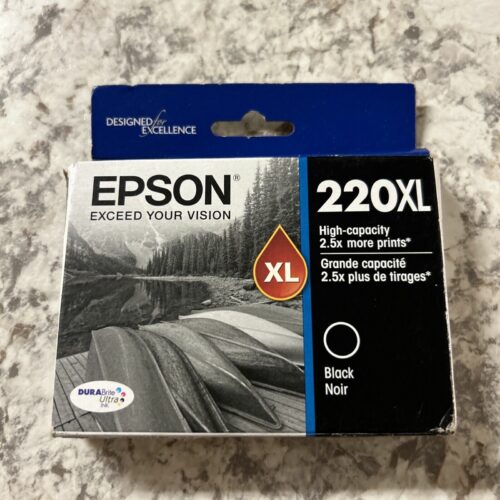 DESIGNED for
EXCELLENCE
EPSON®
EXCEED YOUR VISION
220XL
High-capacity
2.5x more prints*
Grande capacité
2.5x plus de tirages*
XL
Black
Noir
DURABrite
Ultra
INK